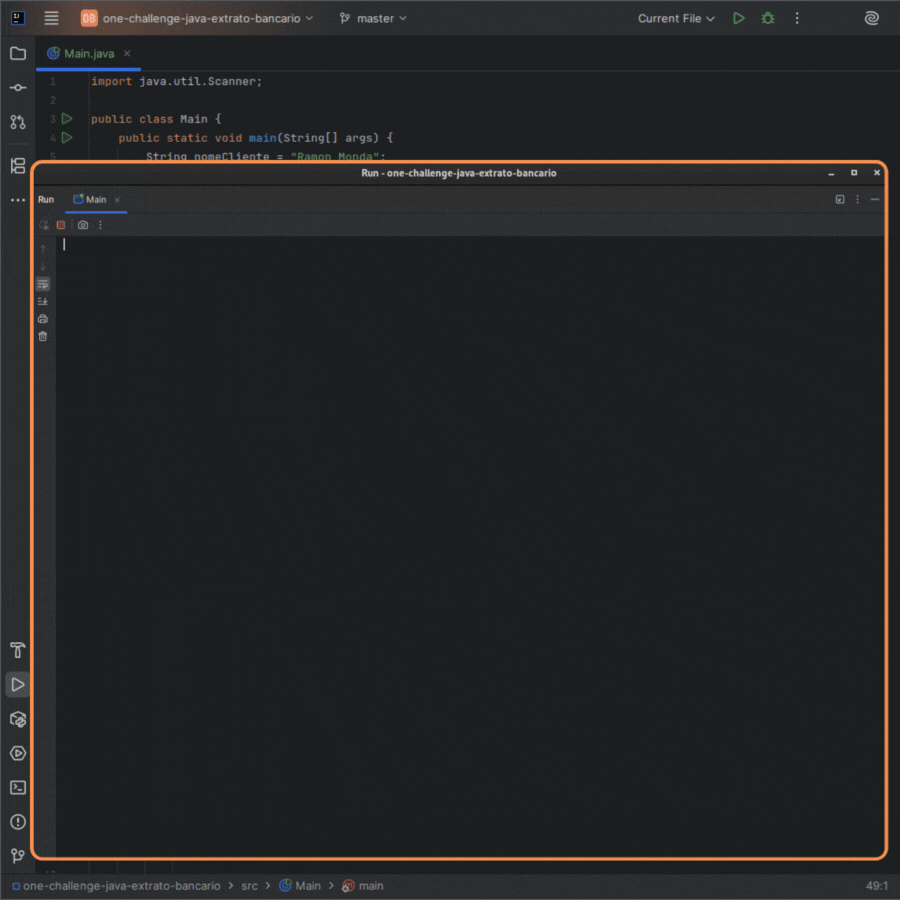 08 one-challenge-java-extrato-bancario master Current File
Main.java
1 import java.util.Scanner;
2
3 public class Main {
4 public static void main(String[] args) {
5 String nomeCliente = "Ramon Monda";
Run - one-challenge-java-extrato-bancario
Run Main
one-challenge-java-extrato-bancario > src > Main > main 49:1